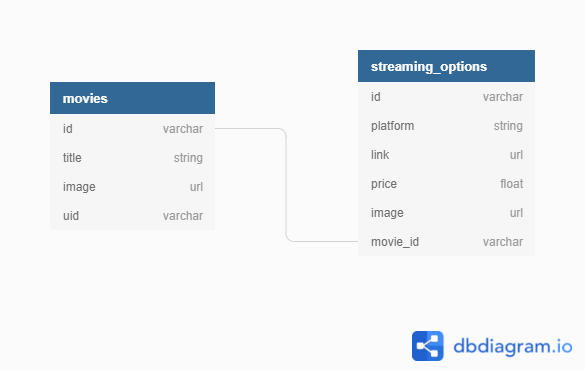 movies
id varchar
title string
image url
uid varchar
streaming_options
id varchar
platform string
link url
price float
image url
movie_id varchar
dbdiagram.io